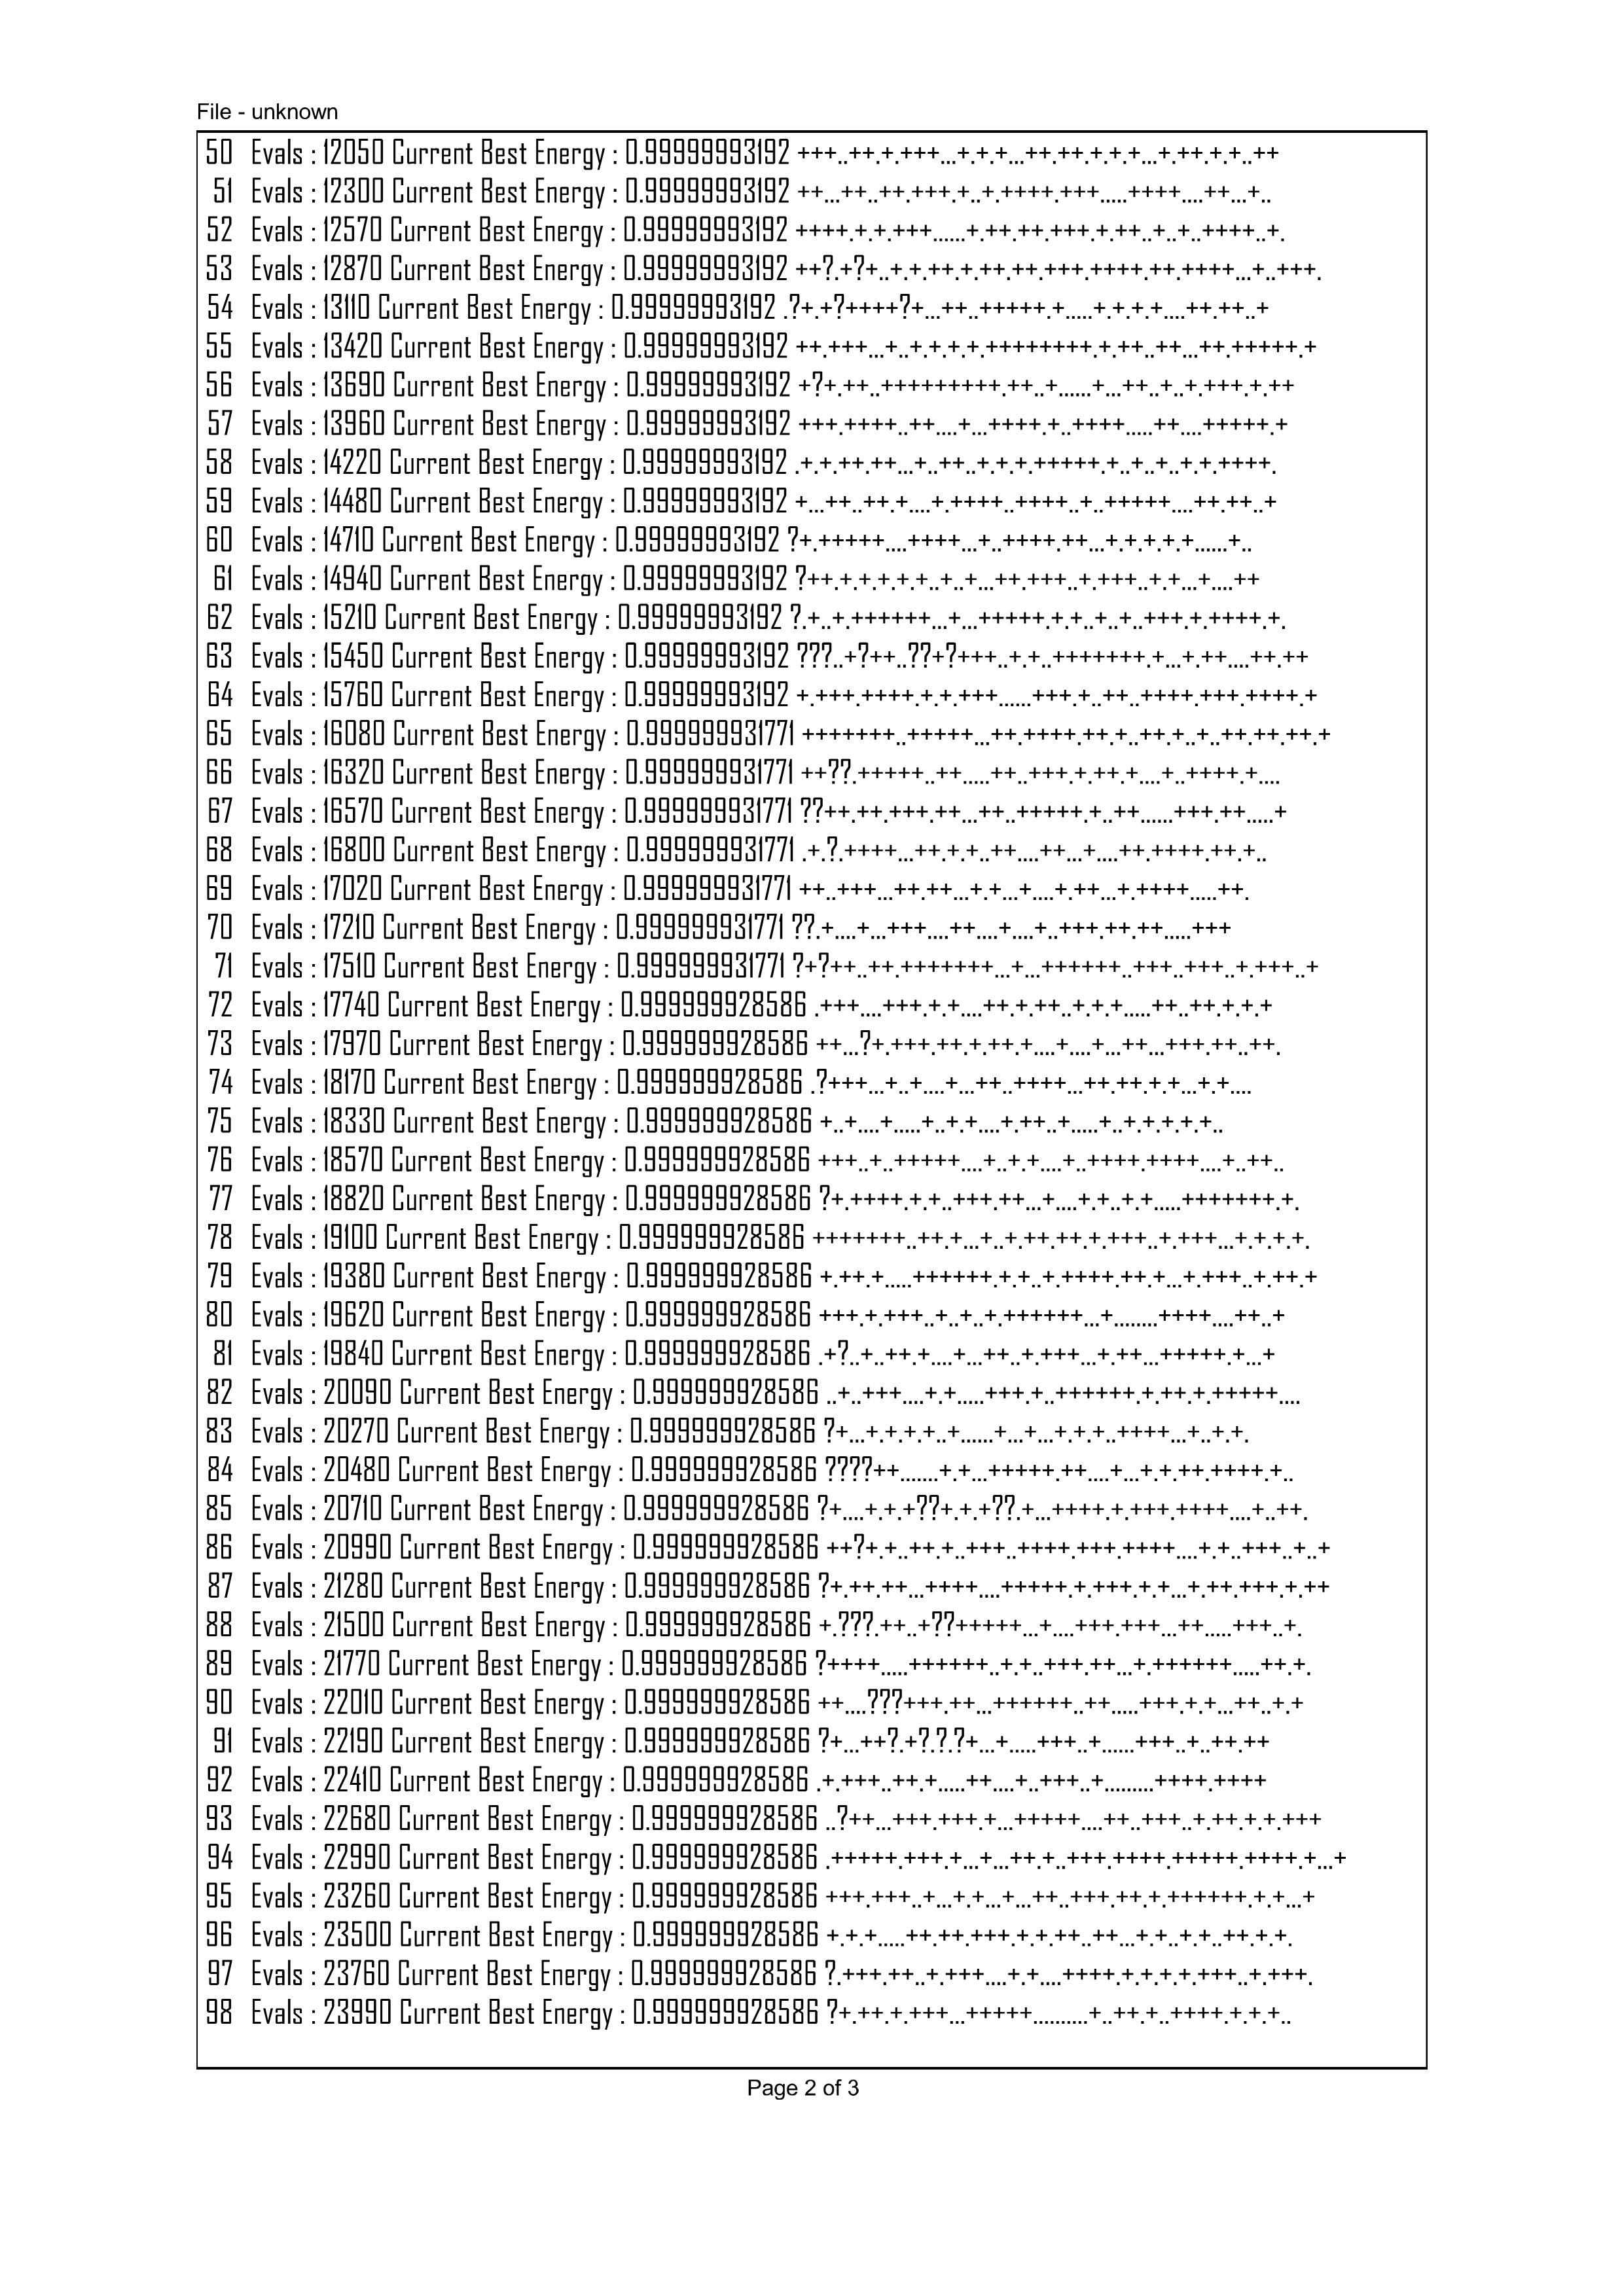 File - unknown
50 Evals : 12050 Current Best Energy : 0.99999993192 +++..++.+.+++...+.+.+...++.++.+.+.+...+.++.+.+..++
51 Evals : 12300 Current Best Energy : 0.99999993192 ++...++..++.+++.+..+.++++.+++.....++++....++...+..
52 Evals : 12570 Current Best Energy : 0.99999993192 ++++.+.+.+++......+.++.++.+++.+.++..+..+..++++..+.
53 Evals : 12870 Current Best Energy : 0.99999993192 ++?.+?+..+.+.++.+.++.++.+++.++++.++.++++...+..+++.
54 Evals : 13110 Current Best Energy : 0.99999993192 .?+.+?++++?+...++..+++++.+.....+.+.+.+....++.++..+
55 Evals : 13420 Current Best Energy : 0.99999993192 ++.+++...+..+.+.+.+.++++++++.+.++..++...++.+++++.+
56 Evals : 13690 Current Best Energy : 0.99999993192 +?+.++..+++++++++.++..+......+...++..+..+.+++.+.++
57 Evals : 13960 Current Best Energy : 0.99999993192 +++.++++..++....+...++++.+..++++.....++....+++++.+
58 Evals : 14220 Current Best Energy : 0.99999993192 .+.+.++.++...+..++..+.+.+.+++++.+..+..+..+.+.++++.
59 Evals : 14480 Current Best Energy : 0.99999993192 +...++..++.+....+.++++..++++..+..+++++....++.++..+
60 Evals : 14710 Current Best Energy : 0.99999993192 ?+.+++++....++++...+..++++.++...+.+.+.+.+......+..
61 Evals : 14940 Current Best Energy : 0.99999993192 ?++.+.+.+.+.+..+..+...++.+++..+.+++..+.+...+....++
62 Evals : 15210 Current Best Energy : 0.99999993192 ?.+..+.++++++...+...+++++.+.+..+..+..+++.+.++++.+.
63 Evals : 15450 Current Best Energy : 0.99999993192 ???..+?++..??+?+++..+.+..+++++++.+...+.++....++.++
64 Evals : 15760 Current Best Energy : 0.99999993192 +.+++.++++.+.+.+++......+++.+..++..++++.+++.++++.+
65 Evals : 16080 Current Best Energy : 0.999999931771 +++++++..+++++...++.++++.++.+..++.+..+..++.++.++.+
66 Evals : 16320 Current Best Energy : 0.999999931771 ++??.+++++..++.....++..+++.+.++.+....+..++++.+....
67 Evals : 16570 Current Best Energy : 0.999999931771 ??++.++.+++.++...++..+++++.+..++......+++.++.....+
68 Evals : 16800 Current Best Energy : 0.999999931771 .+.?.++++...++.+.+..++....++...+....++.++++.++.+..
69 Evals : 17020 Current Best Energy : 0.999999931771 ++..+++...++.++...+.+...+....+.++...+.++++.....++.
70 Evals : 17210 Current Best Energy : 0.999999931771 ??.+....+...+++....++....+....+..+++.++.++.....+++
71 Evals : 17510 Current Best Energy : 0.999999931771 ?+?++..++.+++++++...+...++++++..+++..+++..+.+++..+
72 Evals : 17740 Current Best Energy : 0.999999928586 .+++....+++.+.+....++.+.++..+.+.+.....++..++.+.+.+
73 Evals : 17970 Current Best Energy : 0.999999928586 ++...?+.+++.++.+.++.+....+....+...++...+++.++..++.
74 Evals : 18170 Current Best Energy : 0.999999928586 .?+++...+..+....+...++..++++...++.++.+.+...+.+....
75 Evals : 18330 Current Best Energy : 0.999999928586 +..+....+.....+..+.+....+.++..+.....+..+.+.+.+.+..
76 Evals : 18570 Current Best Energy : 0.999999928586 +++..+..+++++....+..+.+....+..++++.++++....+..++..
77 Evals : 18820 Current Best Energy : 0.999999928586 ?+.++++.+.+..+++.++...+....+.+..+.+.....+++++++.+.
78 Evals : 19100 Current Best Energy : 0.999999928586 +++++++..++.+...+..+.++.++.+.+++..+.+++...+.+.+.+.
79 Evals : 19380 Current Best Energy : 0.999999928586 +.++.+.....++++++.+.+..+.++++.++.+...+.+++..+.++.+
80 Evals : 19620 Current Best Energy : 0.999999928586 +++.+.+++..+..+..+.++++++...+........++++....++..+
81 Evals : 19840 Current Best Energy : 0.999999928586 .+?..+..++.+....+...++..+.+++...+.++...+++++.+...+
82 Evals : 20090 Current Best Energy : 0.999999928586 ..+..+++....+.+.....+++.+..++++++.+.++.+.+++++....
83 Evals : 20270 Current Best Energy : 0.999999928586 ?+...+.+.+.+..+......+...+...+.+.+..++++...+..+.+.
84 Evals : 20480 Current Best Energy : 0.999999928586 ????++.......+.+...+++++.++....+...+.+.++.++++.+..
85 Evals : 20710 Current Best Energy : 0.999999928586 ?+....+.+.+??+.+.+??.+...++++.+.+++.++++....+..++.
86 Evals : 20990 Current Best Energy : 0.999999928586 ++?+.+..++.+..+++..++++.+++.++++....+.+..+++..+..+
87 Evals : 21280 Current Best Energy : 0.999999928586 ?+.++.++...++++....+++++.+.+++.+.+...+.++.+++.+.++
88 Evals : 21500 Current Best Energy : 0.999999928586 +.???.++..+??+++++...+....+++.+++...++.....+++..+.
89 Evals : 21770 Current Best Energy : 0.999999928586 ?++++.....++++++..+.+..+++.++...+.++++++.....++.+.
90 Evals : 22010 Current Best Energy : 0.999999928586 ++....???+++.++...++++++..++.....+++.+.+...++..+.+
91 Evals : 22190 Current Best Energy : 0.999999928586 ?+...++?.+?.?.?+...+.....+++..+......+++..+..++.++
92 Evals : 22410 Current Best Energy : 0.999999928586 .+.+++..++.+.....++....+..+++..+.........++++.++++
93 Evals : 22680 Current Best Energy : 0.999999928586 ..?++...+++.+++.+...+++++....++..+++..+.++.+.+.+++
94 Evals : 22990 Current Best Energy : 0.999999928586 .+++++.+++.+...+...++.+..+++.++++.+++++.++++.+...+
95 Evals : 23260 Current Best Energy : 0.999999928586 +++.+++..+...+.+...+...++..+++.++.+.++++++.+.+...+
96 Evals : 23500 Current Best Energy : 0.999999928586 +.+.+.....++.++.+++.+.+.++..++...+.+..+.+..++.+.+.
97 Evals : 23760 Current Best Energy : 0.999999928586 ?.+++.++..+.+++....+.+....++++.+.+.+.+.+++..+.+++.
98 Evals : 23990 Current Best Energy : 0.999999928586 ?+.++.+.+++...+++++..........+..++.+..++++.+.+.+..
Page 2 of 3